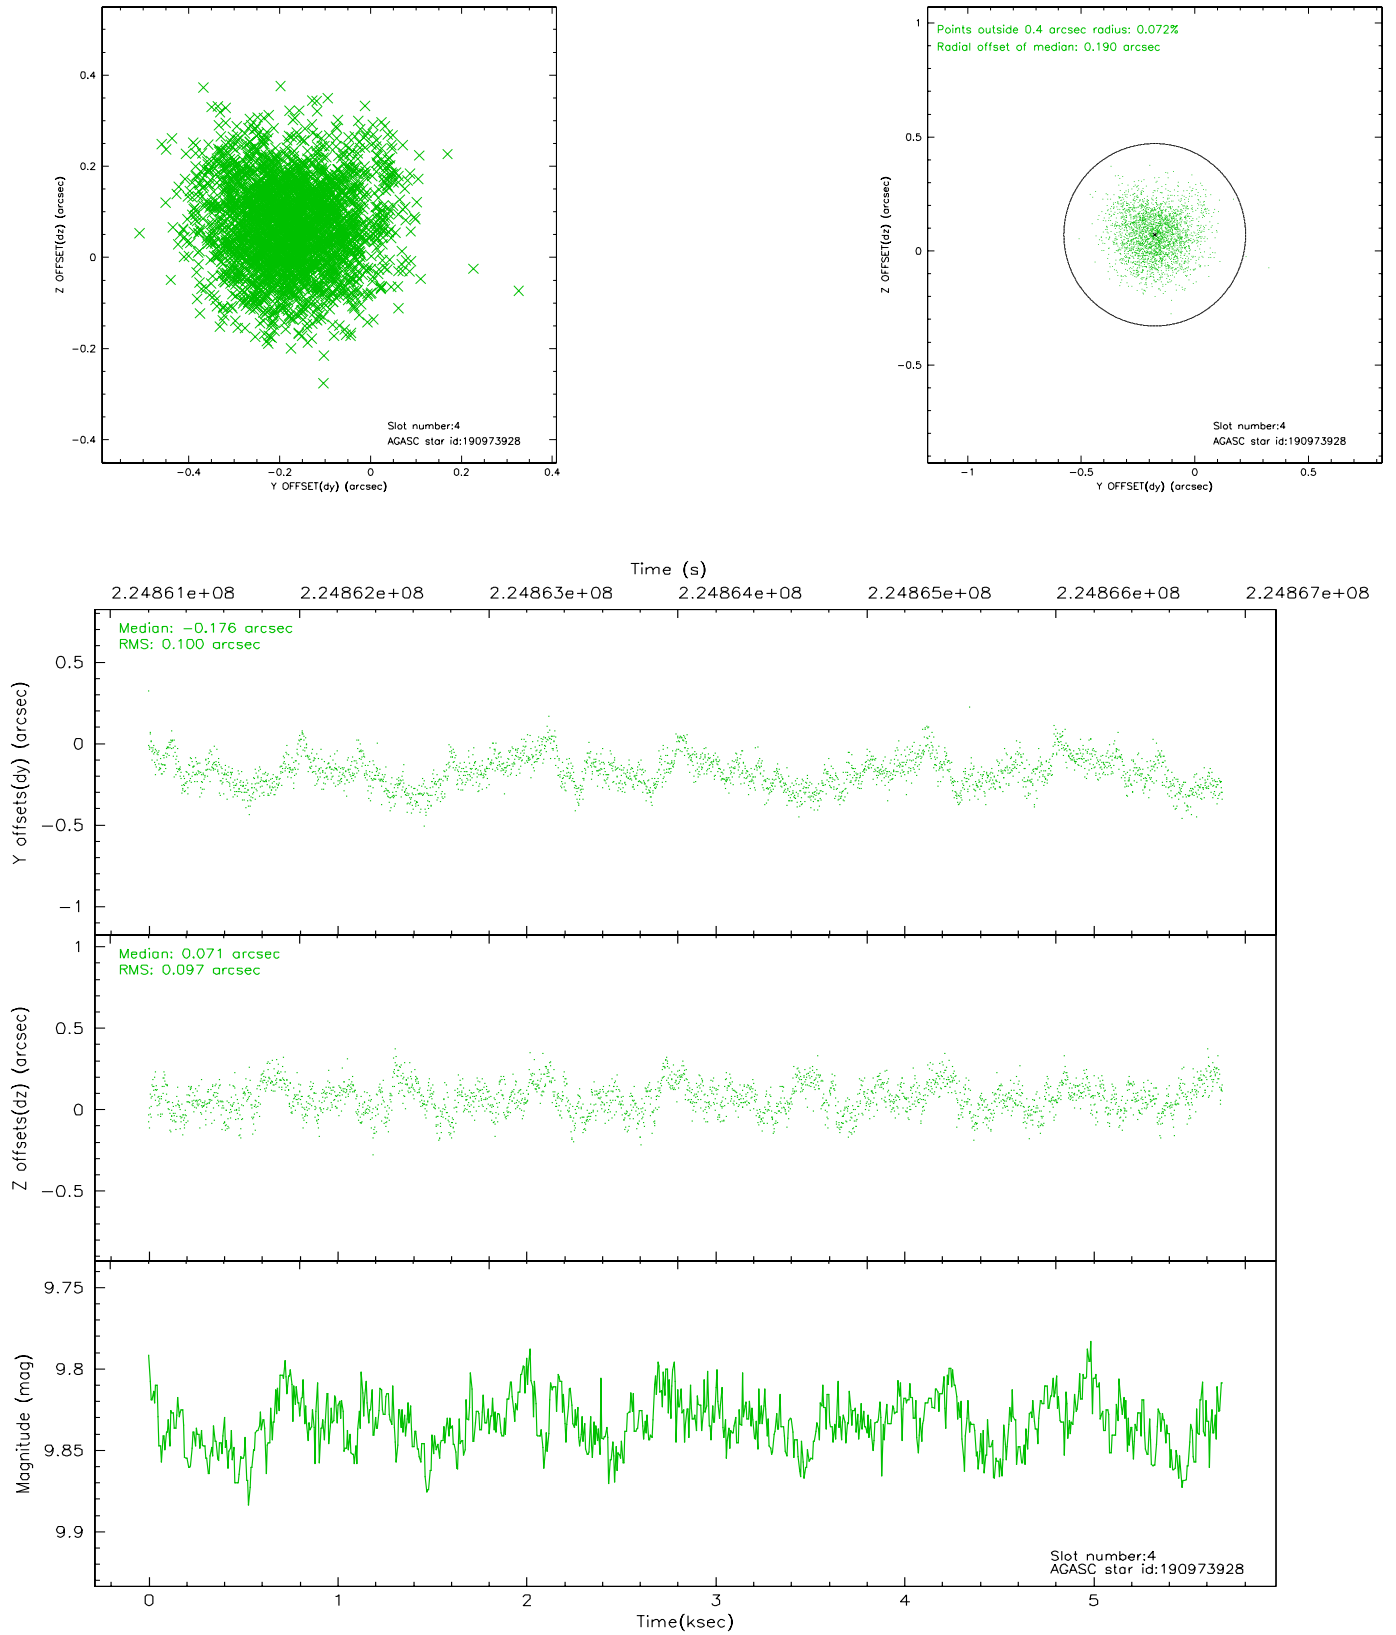 0.4
0.2
0
−0.2
−0.4
Z OFFSET(dz) (arcsec)
Slot number:4
AGASC star id:190973928
−0.4 −0.2 0 0.2 0.4
Y OFFSET(dy) (arcsec)
Points outside 0.4 arcsec radius: 0.072%
Radial offset of median: 0.190 arcsec
1
0.5
0
−0.5
Z OFFSET(dz) (arcsec)
Slot number:4
AGASC star id:190973928
−1 −0.5 0 0.5
Y OFFSET(dy) (arcsec)
Time (s)
2.24861e+08 2.24862e+08 2.24863e+08 2.24864e+08 2.24865e+08 2.24866e+08 2.24867e+08
Median: −0.176 arcsec
RMS: 0.100 arcsec
0.5
0
−0.5
−1
Y offsets(dy) (arcsec)
Median: 0.071 arcsec
RMS: 0.097 arcsec
1
0.5
0
−0.5
Z offsets(dz) (arcsec)
9.75
9.8
9.85
9.9
Magnitude (mag)
Slot number:4
AGASC star id:190973928
0 1 2 3 4 5
Time(ksec)